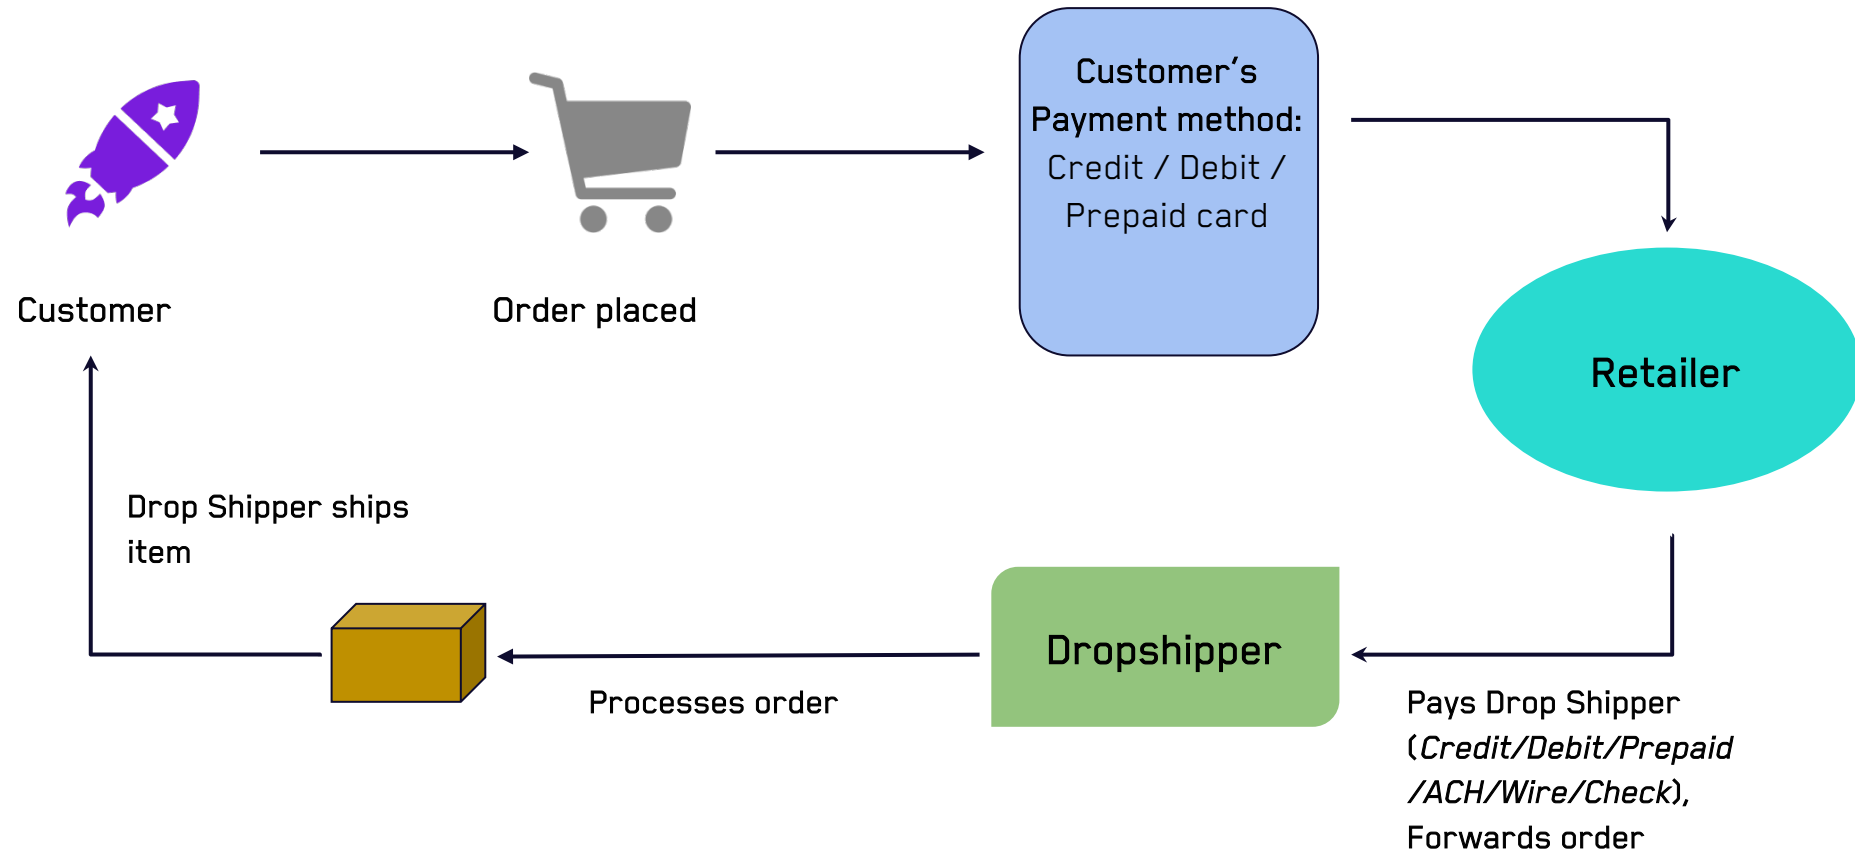 Customer's
Payment method:
Credit / Debit /
Prepaid card
Customer
Order placed
Retailer
Drop Shipper ships
item
Dropshipper
Processes order
Pays Drop Shipper
(Credit/Debit/Prepaid
/ACH/Wire/Check),
Forwards order